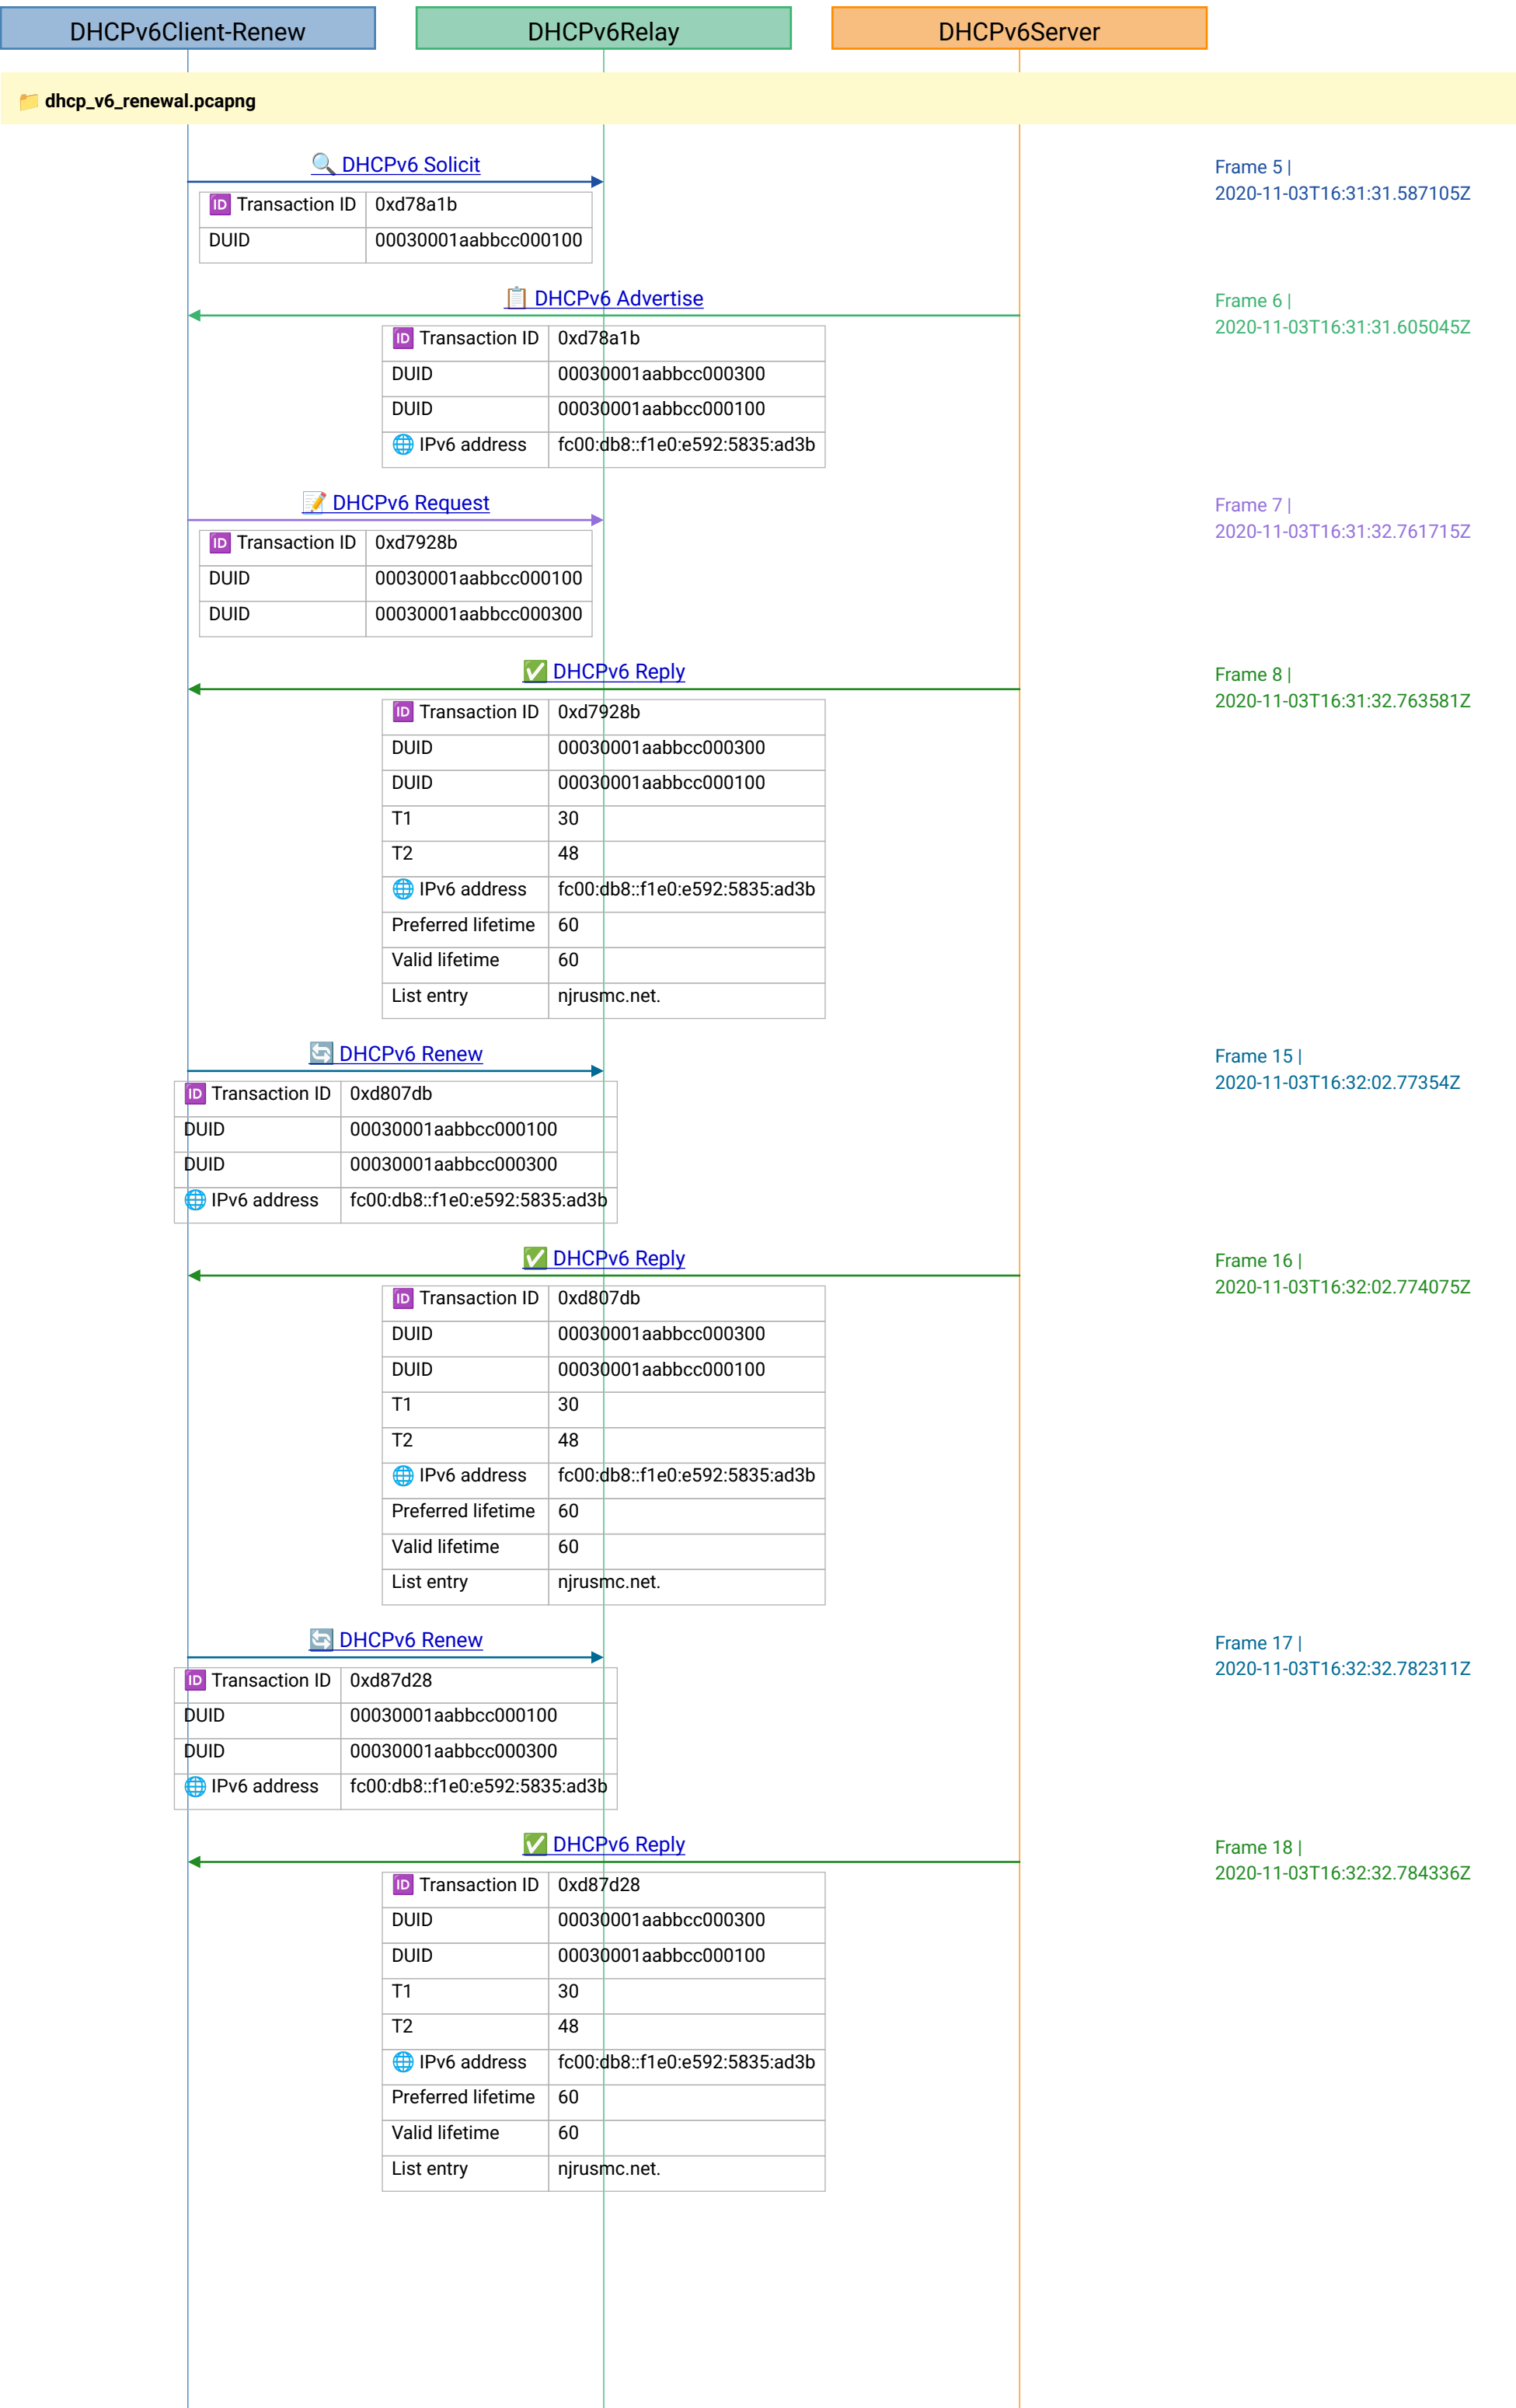 DHCPv6Client-Renew
DHCPv6Relay
DHCPv6Server
📁 dhcp_v6_renewal.pcapng
🔍 DHCPv6 Solicit
Frame 5 |
2020-11-03T16:31:31.587105Z
🆔 Transaction ID 0xd78a1b
DUID 00030001aabbcc000100
📋 DHCPv6 Advertise
Frame 6 |
2020-11-03T16:31:31.605045Z
🆔 Transaction ID 0xd78a1b
DUID 00030001aabbcc000300
DUID 00030001aabbcc000100
🌐 IPv6 address fc00:db8::f1e0:e592:5835:ad3b
📝 DHCPv6 Request
Frame 7 |
2020-11-03T16:31:32.761715Z
🆔 Transaction ID 0xd7928b
DUID 00030001aabbcc000100
DUID 00030001aabbcc000300
✅ DHCPv6 Reply
Frame 8 |
2020-11-03T16:31:32.763581Z
🆔 Transaction ID 0xd7928b
DUID 00030001aabbcc000300
DUID 00030001aabbcc000100
T1 30
T2 48
🌐 IPv6 address fc00:db8::f1e0:e592:5835:ad3b
Preferred lifetime 60
Valid lifetime 60
List entry njrusmc.net.
🔄 DHCPv6 Renew
Frame 15 |
2020-11-03T16:32:02.77354Z
🆔 Transaction ID 0xd807db
DUID 00030001aabbcc000100
DUID 00030001aabbcc000300
🌐 IPv6 address fc00:db8::f1e0:e592:5835:ad3b
✅ DHCPv6 Reply
Frame 16 |
2020-11-03T16:32:02.774075Z
🆔 Transaction ID 0xd807db
DUID 00030001aabbcc000300
DUID 00030001aabbcc000100
T1 30
T2 48
🌐 IPv6 address fc00:db8::f1e0:e592:5835:ad3b
Preferred lifetime 60
Valid lifetime 60
List entry njrusmc.net.
🔄 DHCPv6 Renew
Frame 17 |
2020-11-03T16:32:32.782311Z
🆔 Transaction ID 0xd87d28
DUID 00030001aabbcc000100
DUID 00030001aabbcc000300
🌐 IPv6 address fc00:db8::f1e0:e592:5835:ad3b
✅ DHCPv6 Reply
Frame 18 |
2020-11-03T16:32:32.784336Z
🆔 Transaction ID 0xd87d28
DUID 00030001aabbcc000300
DUID 00030001aabbcc000100
T1 30
T2 48
🌐 IPv6 address fc00:db8::f1e0:e592:5835:ad3b
Preferred lifetime 60
Valid lifetime 60
List entry njrusmc.net.